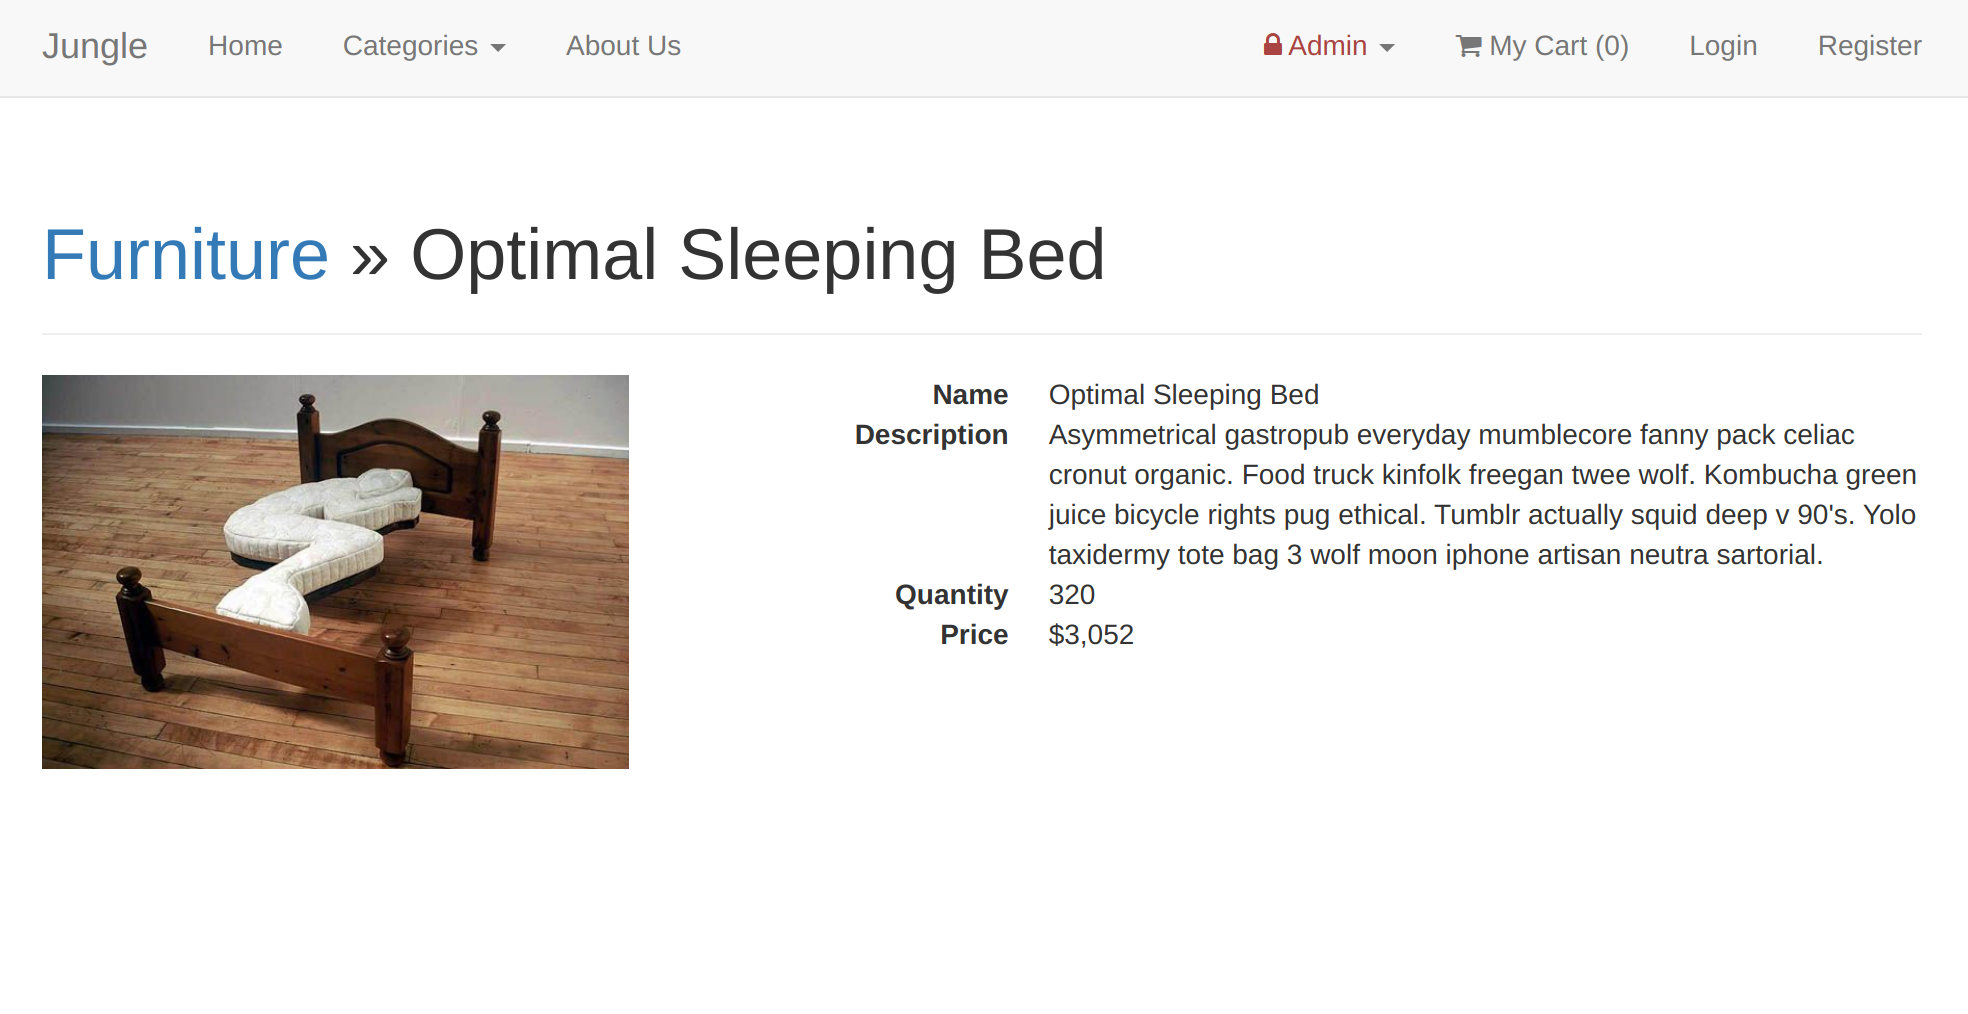 Jungle Home Categories About Us Admin My Cart (0) Login Register
Furniture » Optimal Sleeping Bed
Name Optimal Sleeping Bed
Description Asymmetrical gastropub everyday mumblecore fanny pack celiac
cronut organic. Food truck kinfolk freegan twee wolf. Kombucha green
juice bicycle rights pug ethical. Tumblr actually squid deep v 90's. Yolo
taxidermy tote bag 3 wolf moon iphone artisan neutra sartorial.
Quantity 320
Price $3,052